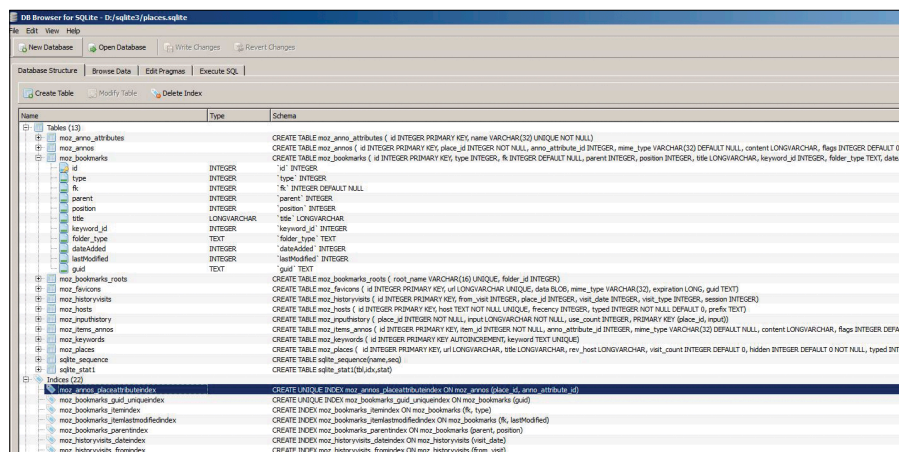 DB Browser for SQLite - D:/sqlite3/places.sqlite
File Edit View Help
New Database Open Database Write Changes Revert Changes
Database Structure Browse Data Edit Pragmas Execute SQL
Create Table Modify Table Delete Index
Name Type Schema
Tables (13)
moz_anno_attributes CREATE TABLE moz_anno_attributes ( id INTEGER PRIMARY KEY, name VARCHAR(32) UNIQUE NOT NULL)
moz_annos CREATE TABLE moz_annos ( id INTEGER PRIMARY KEY, place_id INTEGER NOT NULL, anno_attribute_id INTEGER, mime_type VARCHAR(32) DEFAULT NULL, content LONGVARCHAR, flags INTEGER DEFAULT 0
moz_bookmarks CREATE TABLE moz_bookmarks ( id INTEGER PRIMARY KEY, type INTEGER, fk INTEGER DEFAULT NULL, parent INTEGER, position INTEGER, title LONGVARCHAR, keyword_id INTEGER, folder_type TEXT, date
id INTEGER `id` INTEGER
type INTEGER `type` INTEGER
fk INTEGER `fk` INTEGER DEFAULT NULL
parent INTEGER `parent` INTEGER
position INTEGER `position` INTEGER
title LONGVARCHAR `title` LONGVARCHAR
keyword_id INTEGER `keyword_id` INTEGER
folder_type TEXT `folder_type` TEXT
dateAdded INTEGER `dateAdded` INTEGER
lastModified INTEGER `lastModified` INTEGER
guid TEXT `guid` TEXT
moz_bookmarks_roots CREATE TABLE moz_bookmarks_roots ( root_name VARCHAR(16) UNIQUE, folder_id INTEGER)
moz_favicons CREATE TABLE moz_favicons ( id INTEGER PRIMARY KEY, url LONGVARCHAR UNIQUE, data BLOB, mime_type VARCHAR(32), expiration LONG, guid TEXT)
moz_historyvisits CREATE TABLE moz_historyvisits ( id INTEGER PRIMARY KEY, from_visit INTEGER, place_id INTEGER, visit_date INTEGER, visit_type INTEGER, session INTEGER)
moz_hosts CREATE TABLE moz_hosts ( id INTEGER PRIMARY KEY, host TEXT NOT NULL UNIQUE, frecency INTEGER, typed INTEGER NOT NULL DEFAULT 0, prefix TEXT)
moz_inputhistory CREATE TABLE moz_inputhistory ( place_id INTEGER NOT NULL, input LONGVARCHAR NOT NULL, use_count INTEGER, PRIMARY KEY (place_id, input))
moz_items_annos CREATE TABLE moz_items_annos ( id INTEGER PRIMARY KEY, item_id INTEGER NOT NULL, anno_attribute_id INTEGER, mime_type VARCHAR(32) DEFAULT NULL, content LONGVARCHAR, flags INTEGER DEFA
moz_keywords CREATE TABLE moz_keywords ( id INTEGER PRIMARY KEY AUTOINCREMENT, keyword TEXT UNIQUE)
moz_places CREATE TABLE moz_places ( id INTEGER PRIMARY KEY, url LONGVARCHAR, title LONGVARCHAR, rev_host LONGVARCHAR, visit_count INTEGER DEFAULT 0, hidden INTEGER DEFAULT 0 NOT NULL, typed INT
sqlite_sequence CREATE TABLE sqlite_sequence(name,seq)
sqlite_stat1 CREATE TABLE sqlite_stat1(tbl,idx,stat)
Indices (22)
moz_annos_placeattributeindex CREATE UNIQUE INDEX moz_annos_placeattributeindex ON moz_annos (place_id, anno_attribute_id)
moz_bookmarks_guid_uniqueindex CREATE UNIQUE INDEX moz_bookmarks_guid_uniqueindex ON moz_bookmarks (guid)
moz_bookmarks_itemindex CREATE INDEX moz_bookmarks_itemindex ON moz_bookmarks (fk, type)
moz_bookmarks_itemlastmodifiedindex CREATE INDEX moz_bookmarks_itemlastmodifiedindex ON moz_bookmarks (fk, lastModified)
moz_bookmarks_parentindex CREATE INDEX moz_bookmarks_parentindex ON moz_bookmarks (parent, position)
moz_historyvisits_dateindex CREATE INDEX moz_historyvisits_dateindex ON moz_historyvisits (visit_date)
moz_historyvisits_fromindex CREATE INDEX moz_historyvisits_fromindex ON moz_historyvisits (from_visit)